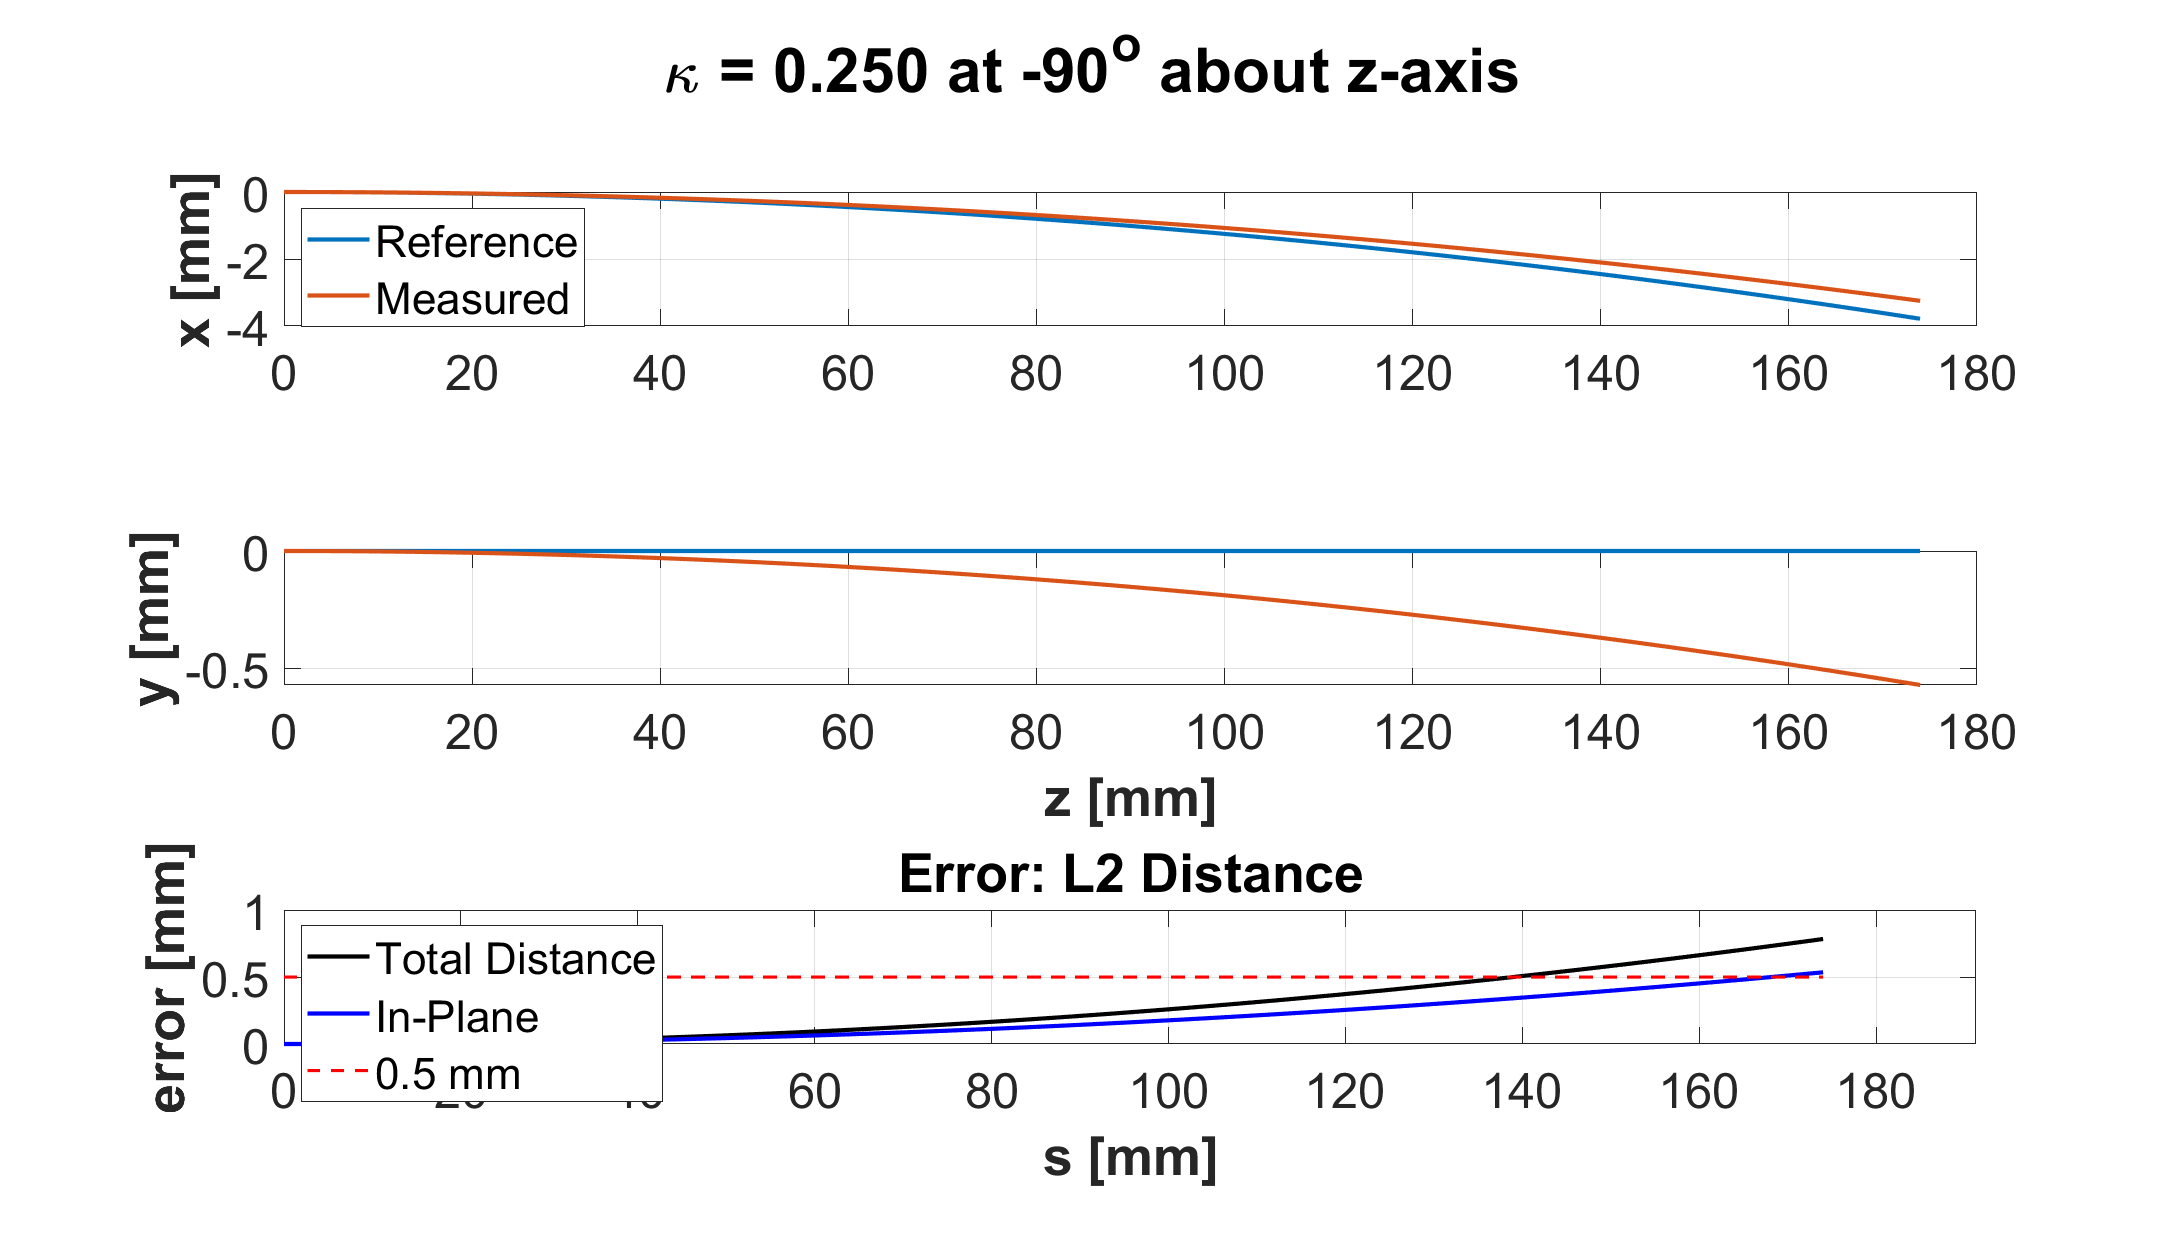 κ = 0.250 at -90° about z-axis
x [mm]
0
-2
-4
Reference
Measured
0 20 40 60 80 100 120 140 160 180
y [mm]
0
-0.5
0 20 40 60 80 100 120 140 160 180
z [mm]
Error: L2 Distance
error [mm]
1
0.5
0
Total Distance
In-Plane
0.5 mm
0 60 80 100 120 140 160 180
s [mm]